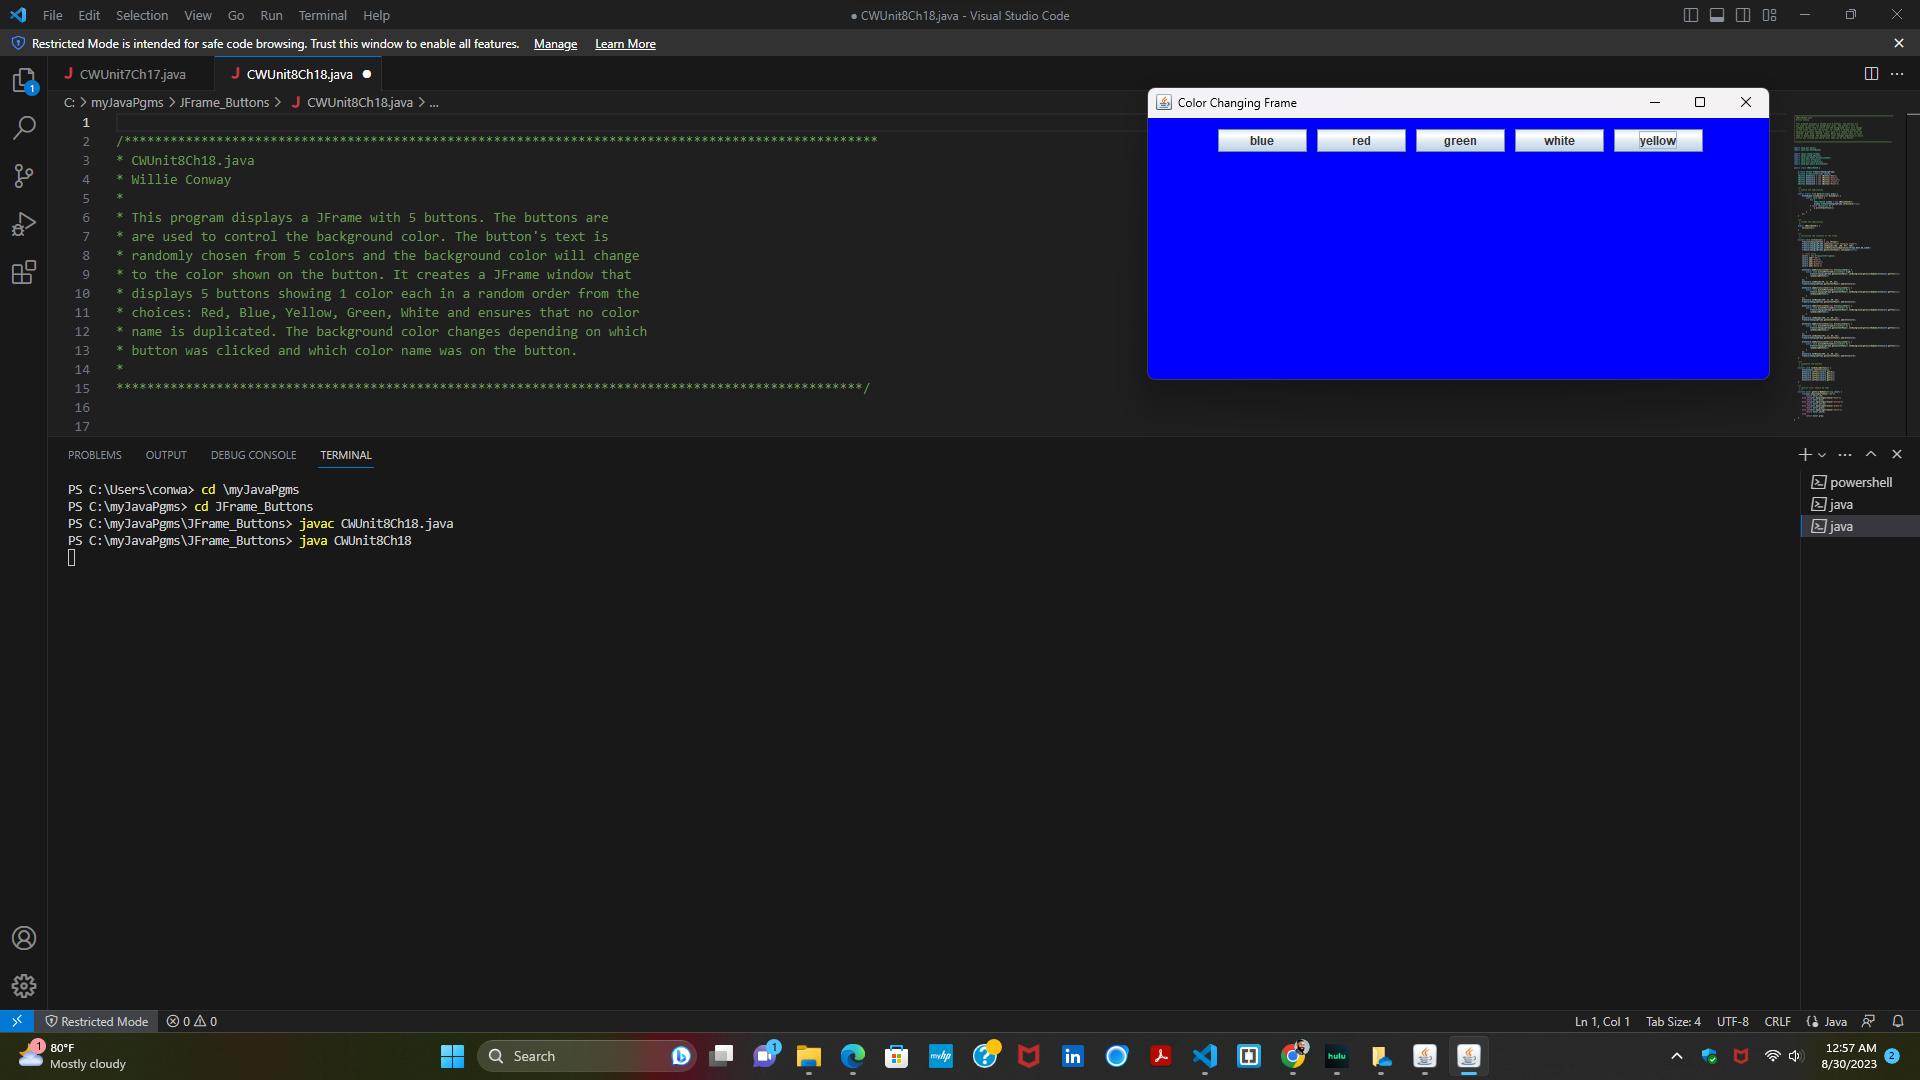 File Edit Selection View Go Run Terminal Help
● CWUnit8Ch18.java - Visual Studio Code
Restricted Mode is intended for safe code browsing. Trust this window to enable all features. Manage Learn More
CWUnit7Ch17.java
CWUnit8Ch18.java
C: > myJavaPgms > JFrame_Buttons > CWUnit8Ch18.java > ...
Color Changing Frame
blue red green white yellow
1
2 /**************************************************************************************************
3 * CWUnit8Ch18.java
4 * Willie Conway
5 *
6 * This program displays a JFrame with 5 buttons. The buttons are
7 * are used to control the background color. The button's text is
8 * randomly chosen from 5 colors and the background color will change
9 * to the color shown on the button. It creates a JFrame window that
10 * displays 5 buttons showing 1 color each in a random order from the
11 * choices: Red, Blue, Yellow, Green, White and ensures that no color
12 * name is duplicated. The background color changes depending on which
13 * button was clicked and which color name was on the button.
14 *
15 *************************************************************************************************/
16
17
PROBLEMS OUTPUT DEBUG CONSOLE TERMINAL
PS C:\Users\conwa> cd \myJavaPgms
PS C:\myJavaPgms> cd JFrame_Buttons
PS C:\myJavaPgms\JFrame_Buttons> javac CWUnit8Ch18.java
PS C:\myJavaPgms\JFrame_Buttons> java CWUnit8Ch18
powershell
java
java
Restricted Mode 0 0
Ln 1, Col 1 Tab Size: 4 UTF-8 CRLF Java
80°F
Mostly cloudy
Search
myhp
hulu
12:57 AM
8/30/2023